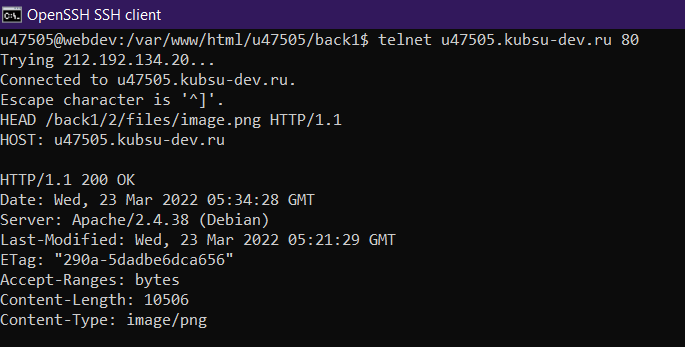 OpenSSH SSH client
u47505@webdev:/var/www/html/u47505/back1$ telnet u47505.kubsu-dev.ru 80
Trying 212.192.134.20...
Connected to u47505.kubsu-dev.ru.
Escape character is '^]'.
HEAD /back1/2/files/image.png HTTP/1.1
HOST: u47505.kubsu-dev.ru

HTTP/1.1 200 OK
Date: Wed, 23 Mar 2022 05:34:28 GMT
Server: Apache/2.4.38 (Debian)
Last-Modified: Wed, 23 Mar 2022 05:21:29 GMT
ETag: "290a-5dadbe6dca656"
Accept-Ranges: bytes
Content-Length: 10506
Content-Type: image/png